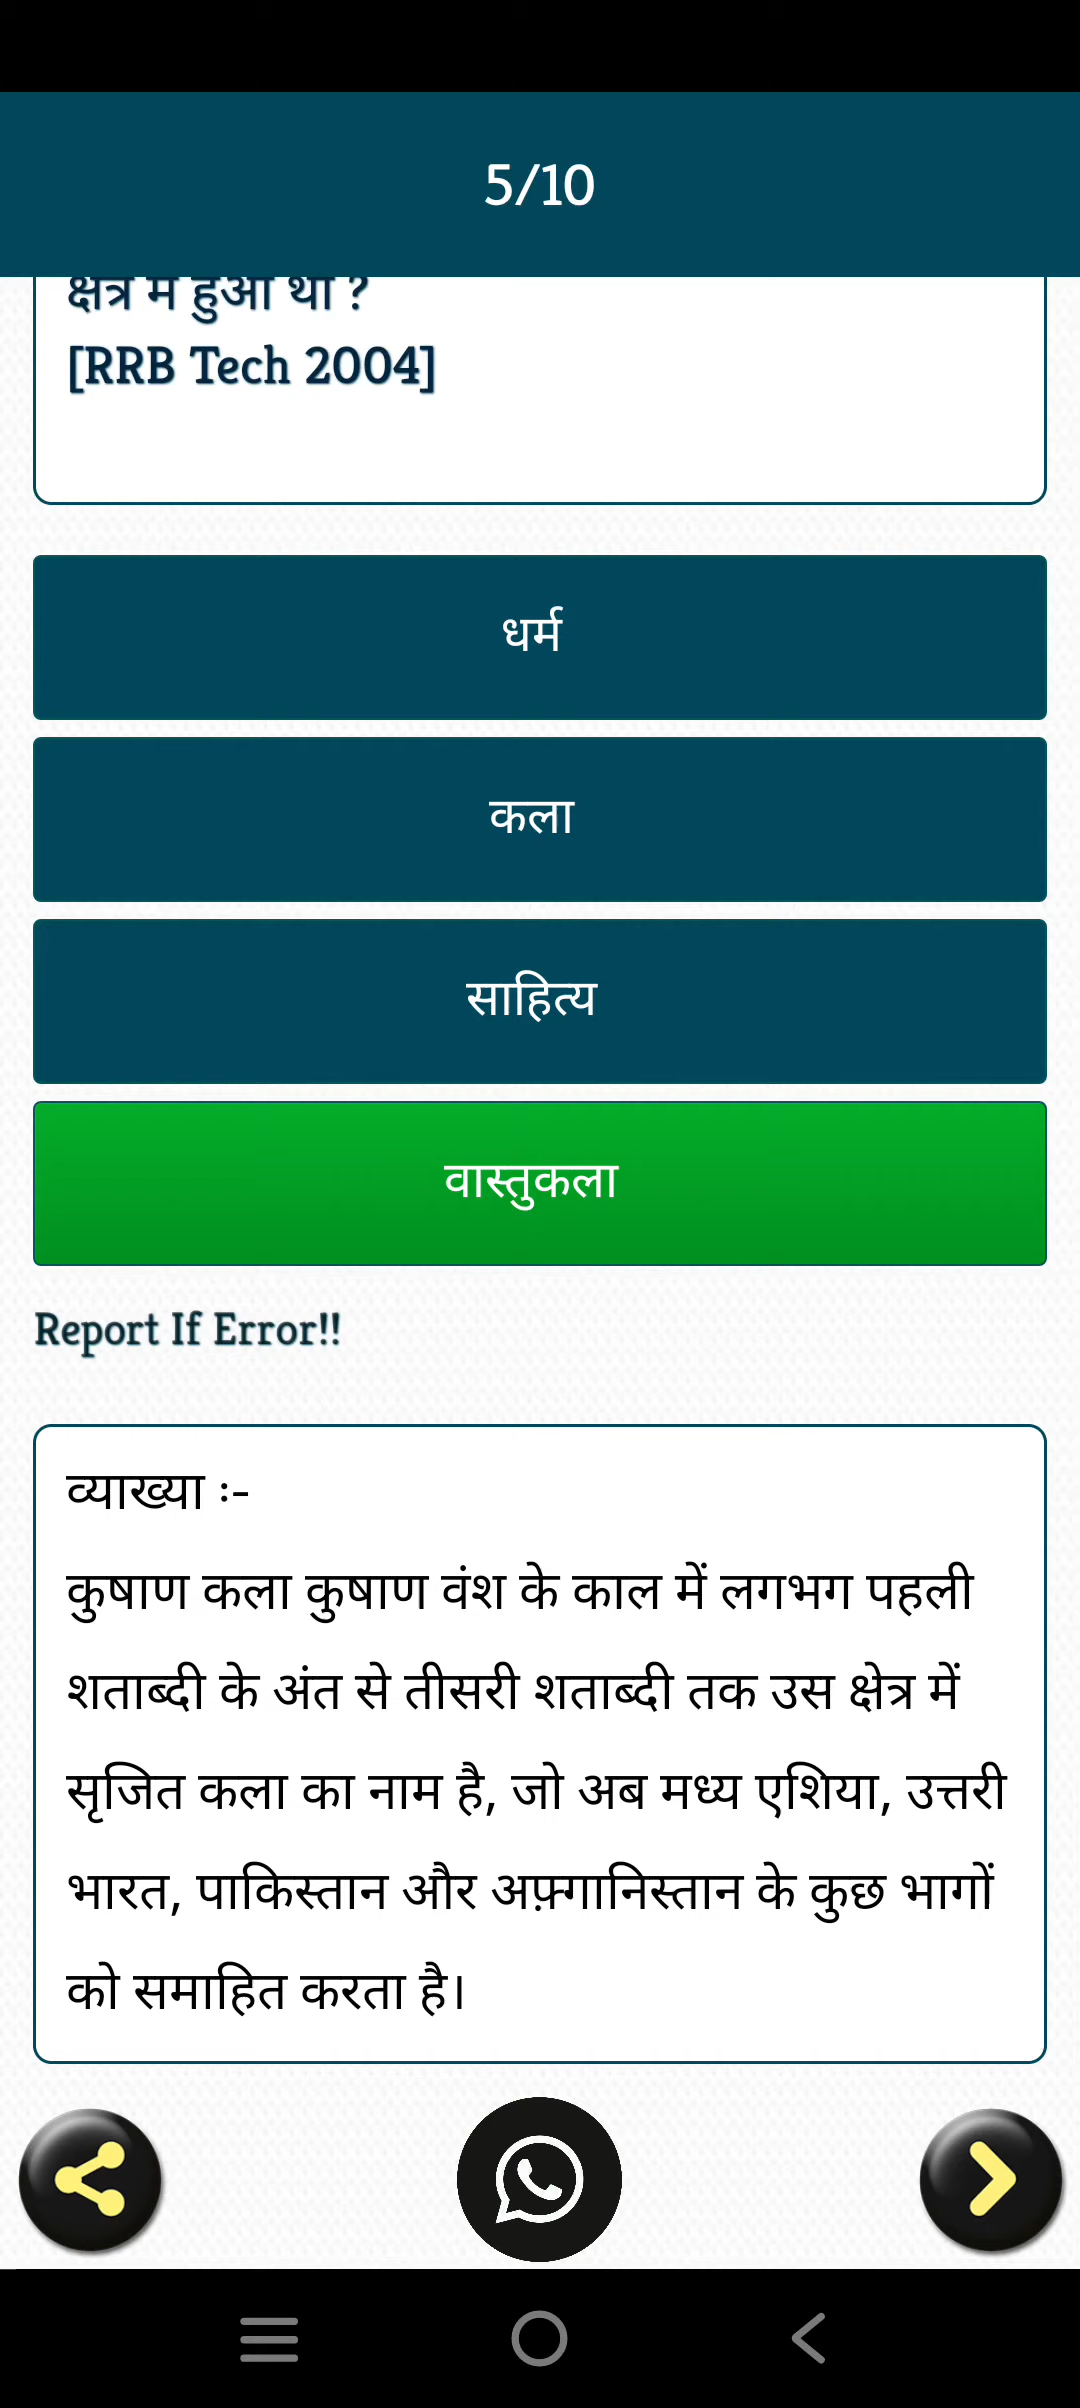 5/10
क्षेत्र में हुआ था ?
[RRB Tech 2004]
धर्म
कला
साहित्य
वास्तुकला
Report If Error!!
व्याख्या :-
कुषाण कला कुषाण वंश के काल में लगभग पहली
शताब्दी के अंत से तीसरी शताब्दी तक उस क्षेत्र में
सृजित कला का नाम है, जो अब मध्य एशिया, उत्तरी
भारत, पाकिस्तान और अफ़्गानिस्तान के कुछ भागों
को समाहित करता है।